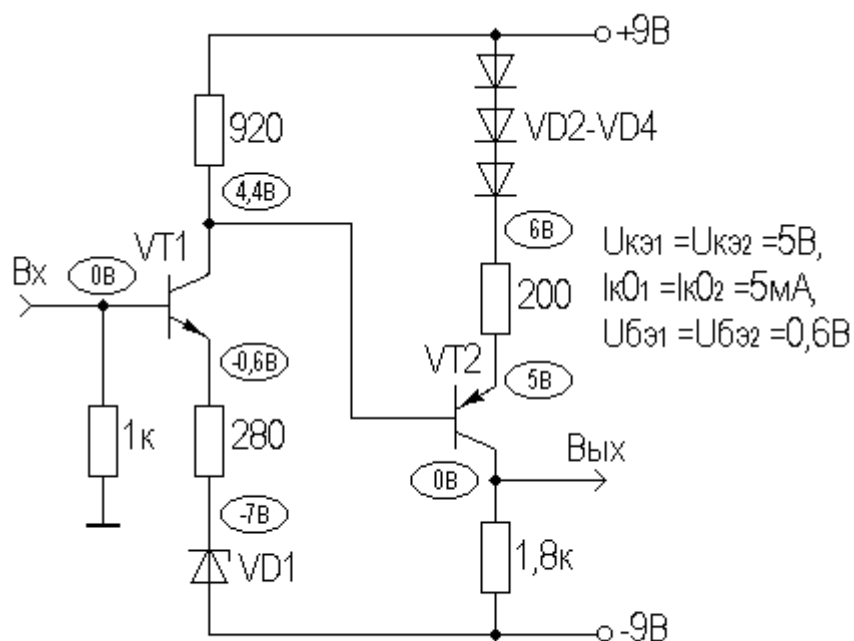 +9В
920
VD2-VD4
4,4В
6В
VT1
Вх
0В
200
Uкэ1 =Uкэ2 =5В,
Iк01 =Iк02 =5мА,
Uбэ1 =Uбэ2 =0,6В
-0,6В
VT2
5В
1к
280
0В
Вых
-7В
VD1
1,8к
-9В